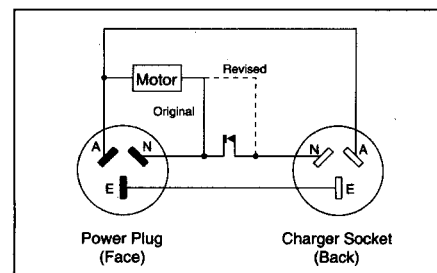 Motor
Revised
Original
A
N
E
N
A
E
Power Plug
(Face)
Charger Socket
(Back)